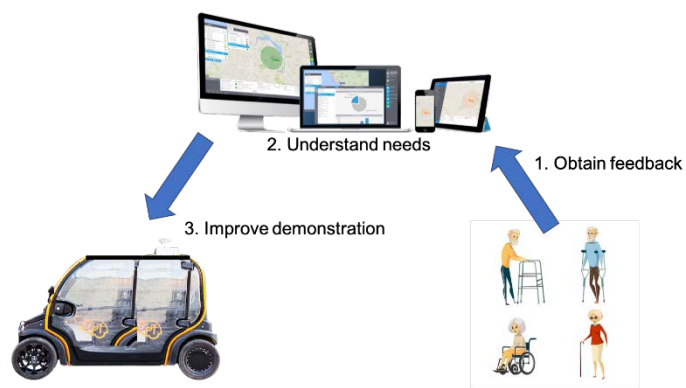 2. Understand needs
1. Obtain feedback
3. Improve demonstration